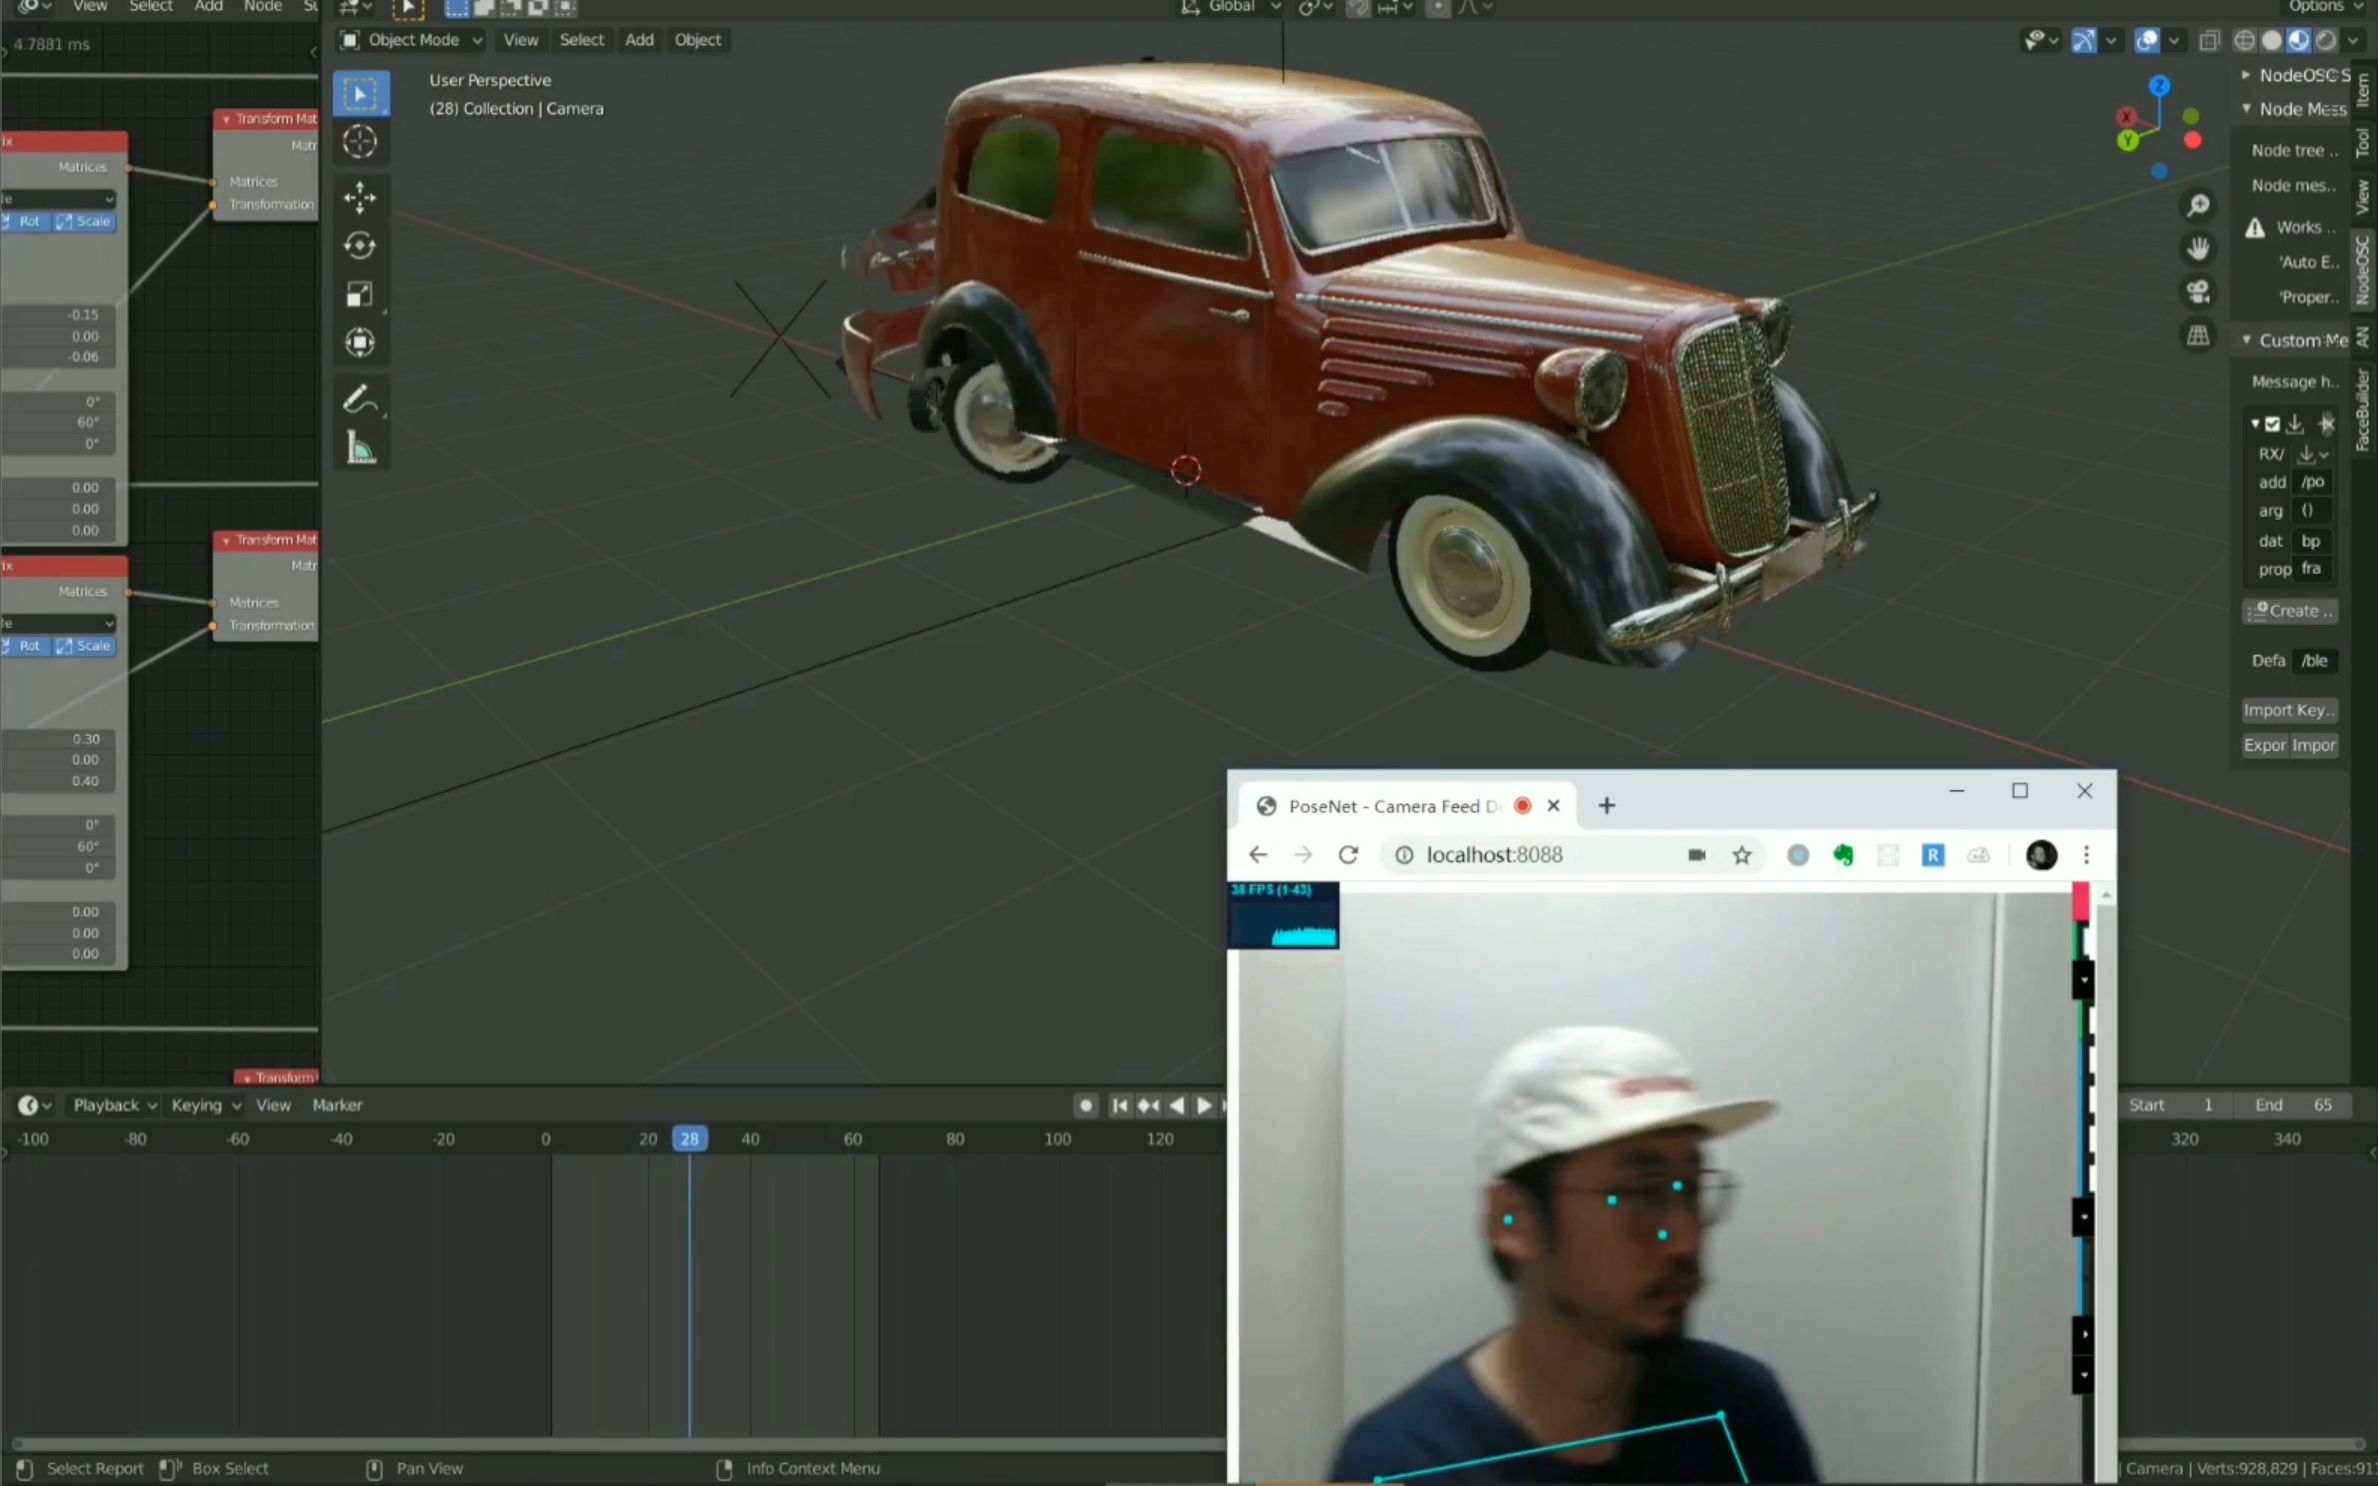 View Select Add Node
Global
Options
4.7881 ms
Object Mode View Select Add Object
User Perspective
(28) Collection | Camera
Transform Mat
Matr
Matrices
Matrices
Transformation
Rot Scale
-0.15
0.00
-0.06
0°
60°
0°
0.00
0.00
0.00
Transform Mat
Matr
Matrices
Matrices
Transformation
Rot Scale
0.30
0.00
0.40
0°
60°
0°
0.00
0.00
0.00
Transform
X
Y
Z
NodeOSC S
Node Mess
Node tree ..
Node mes..
Works ..
'Auto E..
'Proper..
Custom Me
Message h..
RX/
add /po
arg ()
dat bp
prop fra
Create ..
Defa /ble
Import Key..
Expor Impor
Item
Tool
View
NodeOSC
AN
FaceBuilder
PoseNet - Camera Feed De
localhost:8088
R
38 FPS (1-43)
Playback Keying View Marker
Start 1 End 65
-100 -80 -60 -40 -20 0 20 28 40 60 80 100 120 320 340
Select Report Box Select Pan View Info Context Menu
| Camera | Verts:928,829 | Faces:911